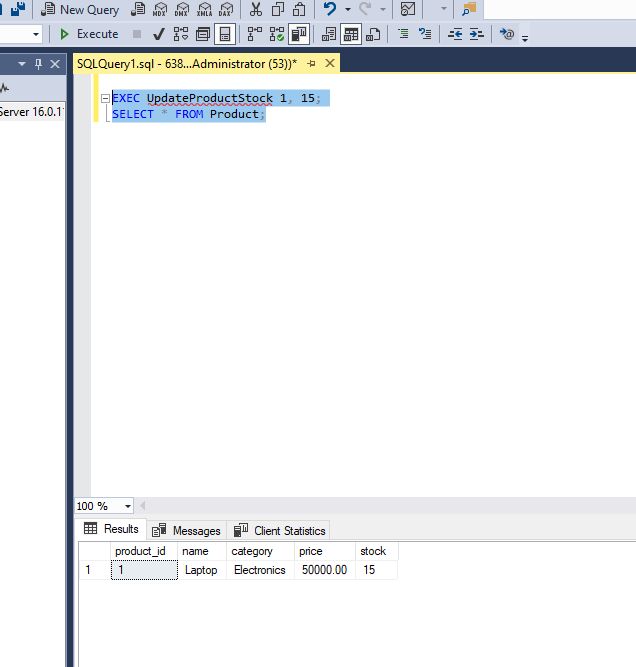 New Query
MDX
DMX
XMLA
DAX
Execute
SQLQuery1.sql - 638...Administrator (53))*
Server 16.0.1
EXEC UpdateProductStock 1, 15;
SELECT * FROM Product;
100 %
Results
Messages
Client Statistics
product_id name category price stock
1 1 Laptop Electronics 50000.00 15